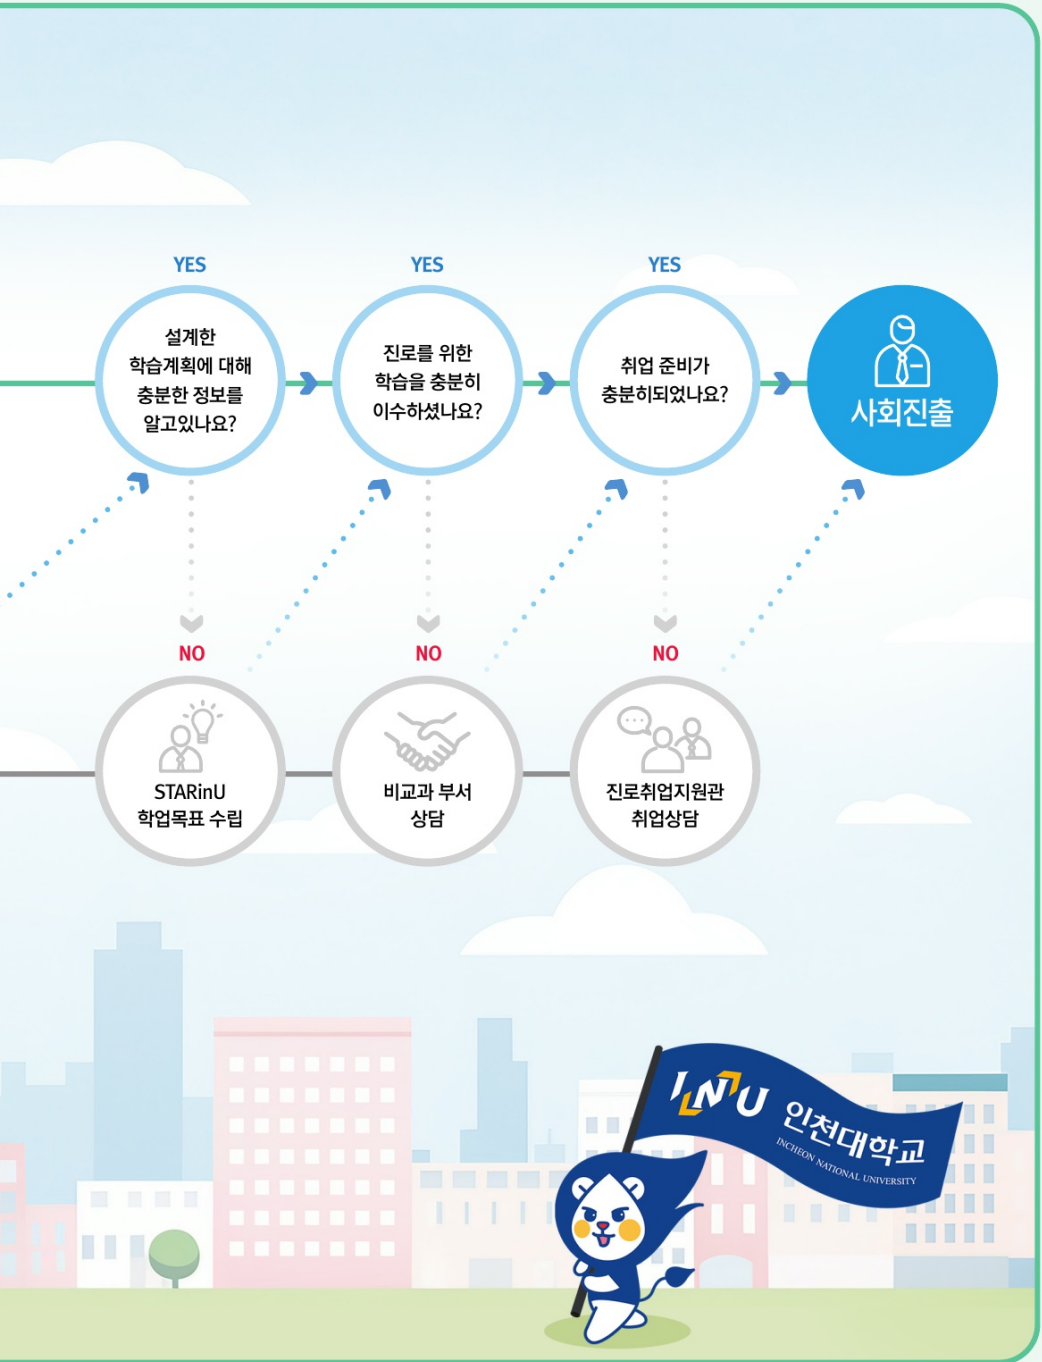 YES
YES
YES
설계한
학습계획에 대해
충분한 정보를
알고있나요?
진로를 위한
학습을 충분히
이수하셨나요?
취업 준비가
충분히되었나요?
사회진출
NO
NO
NO
STARinU
학업목표 수립
비교과 부서
상담
진로취업지원관
취업상담
INU 인천대학교
INCHEON NATIONAL UNIVERSITY